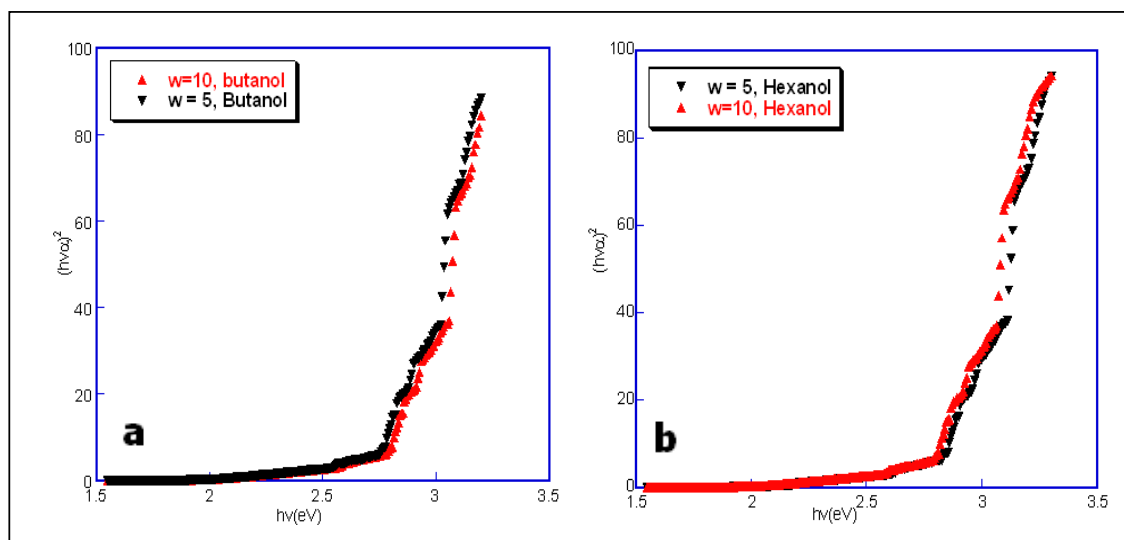 100
w=10, butanol
w = 5, Butanol
80
60
(hνα)²
40
20
a
0
1.5 2 2.5 3 3.5
hν(eV)
100
w = 5, Hexanol
w = 10, Hexanol
80
60
(hνα)²
40
20
b
0
1.5 2 2.5 3 3.5
hν(eV)